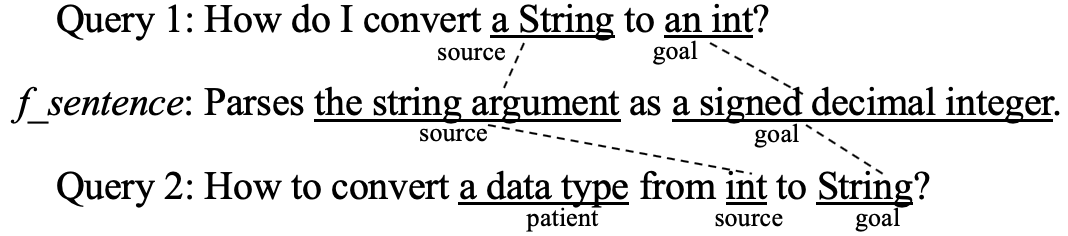 Query 1: How do I convert a String to an int?
source goal
f_sentence: Parses the string argument as a signed decimal integer.
source goal
Query 2: How to convert a data type from int to String?
patient source goal